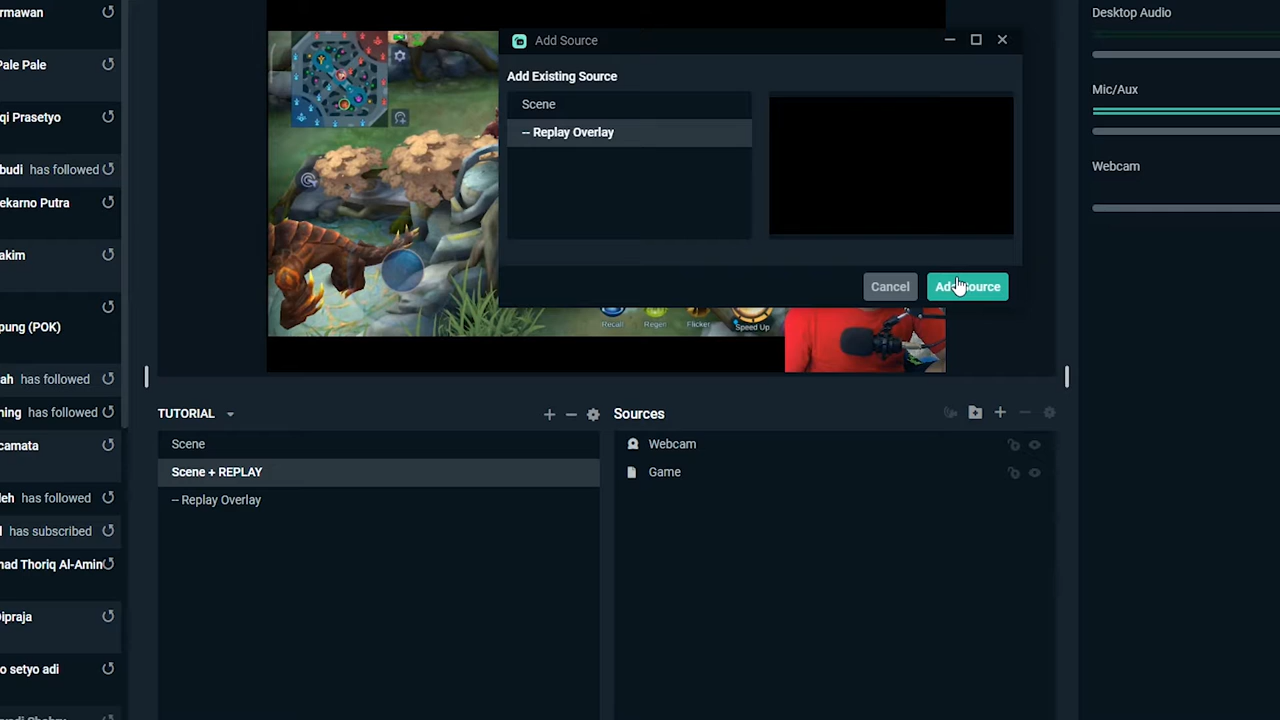 rmawan
Pale Pale
qi Prasetyo
budi has followed
ekarno Putra
akim
pung (POK)
ah has followed
ning has followed
camata
leh has followed
l has subscribed
nad Thoriq Al-Amin
Dipraja
o setyo adi
Add Source
Add Existing Source
Scene
-- Replay Overlay
Cancel
Add Source
Recall
Regen
Flicker
Speed Up
TUTORIAL
Scene
Scene + REPLAY
-- Replay Overlay
Sources
Webcam
Game
Desktop Audio
Mic/Aux
Webcam